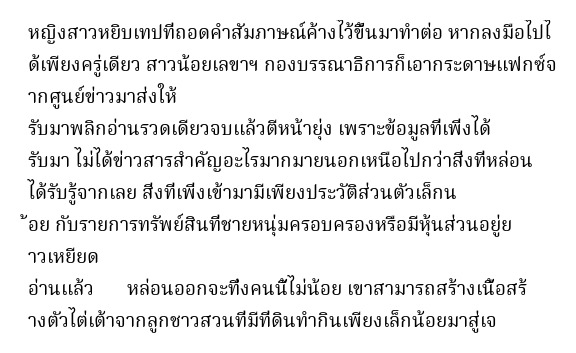 หญิงสาวหยิบเทปที่ถอดคำสัมภาษณ์ค้างไว้ขึ้นมาทำต่อ หากลงมือไปไ
ด้เพียงครู่เดียว สาวน้อยเลขาฯ กองบรรณาธิการก็เอากระดาษแฟกซ์จ
ากศูนย์ข่าวมาส่งให้
รับมาพลิกอ่านรวดเดียวจบแล้วตีหน้ายุ่ง เพราะข้อมูลที่เพิ่งได้
รับมา ไม่ได้ข่าวสารสำคัญอะไรมากมายนอกเหนือไปกว่าสิ่งที่หล่อน
ได้รับรู้จากเลย สิ่งที่เพิ่งเข้ามามีเพียงประวัติส่วนตัวเล็กน
้อย กับรายการทรัพย์สินที่ชายหนุ่มครอบครองหรือมีหุ้นส่วนอยู่ย
าวเหยียด
อ่านแล้ว หล่อนออกจะทึ่งคนนี้ไม่น้อย เขาสามารถสร้างเนื้อสร้
างตัวไต่เต้าจากลูกชาวสวนที่มีที่ดินทำกินเพียงเล็กน้อยมาสู่เจ